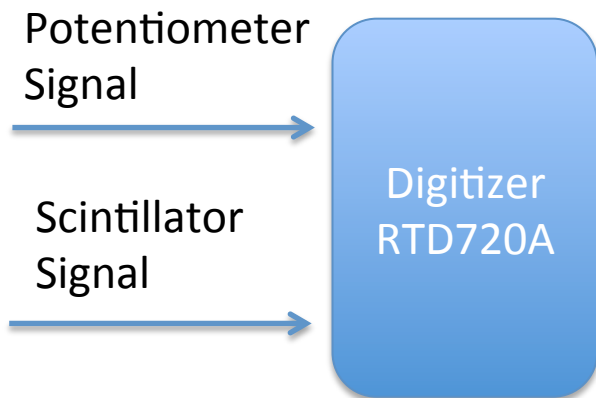 Potentiometer
Signal
Scintillator
Signal
Digitizer
RTD720A